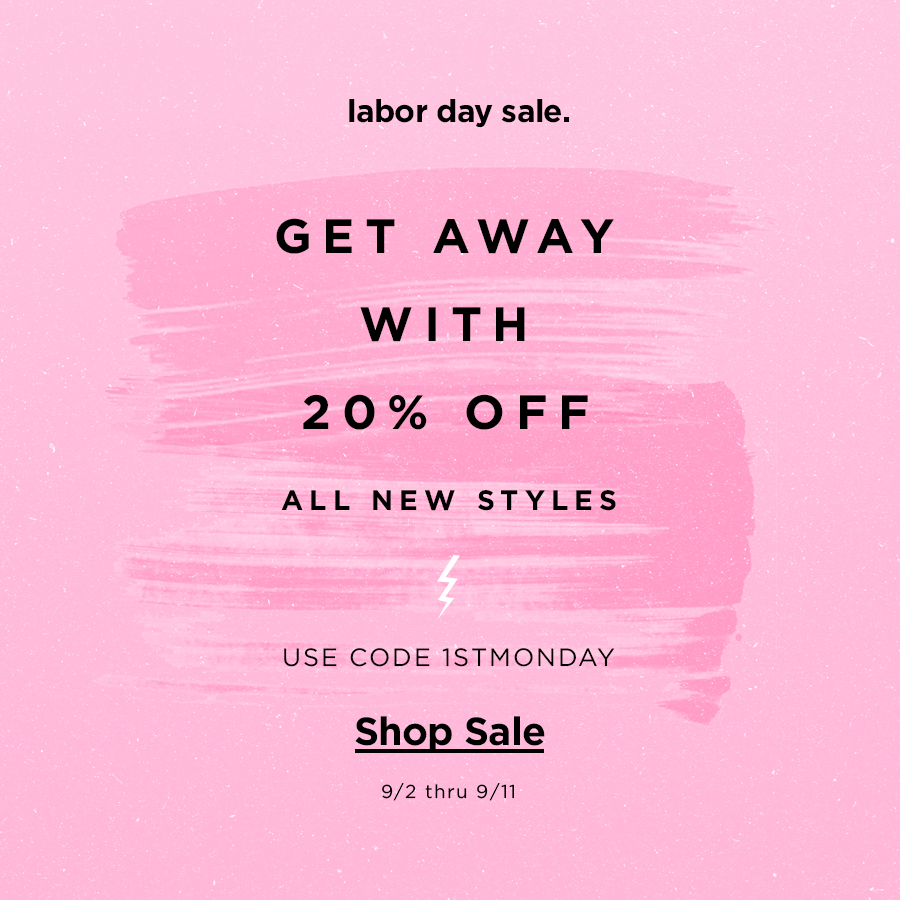 labor day sale.
GET AWAY
WITH
20% OFF
ALL NEW STYLES
USE CODE 1STMONDAY
Shop Sale
9/2 thru 9/11